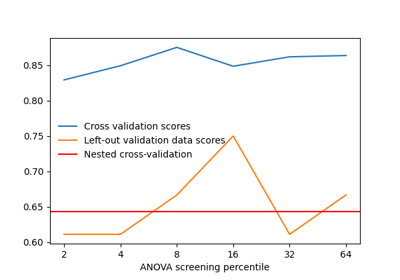 0.85
0.80
0.75
0.70
0.65
0.60
Cross validation scores
Left-out validation data scores
Nested cross-validation
2 4 8 16 32 64
ANOVA screening percentile